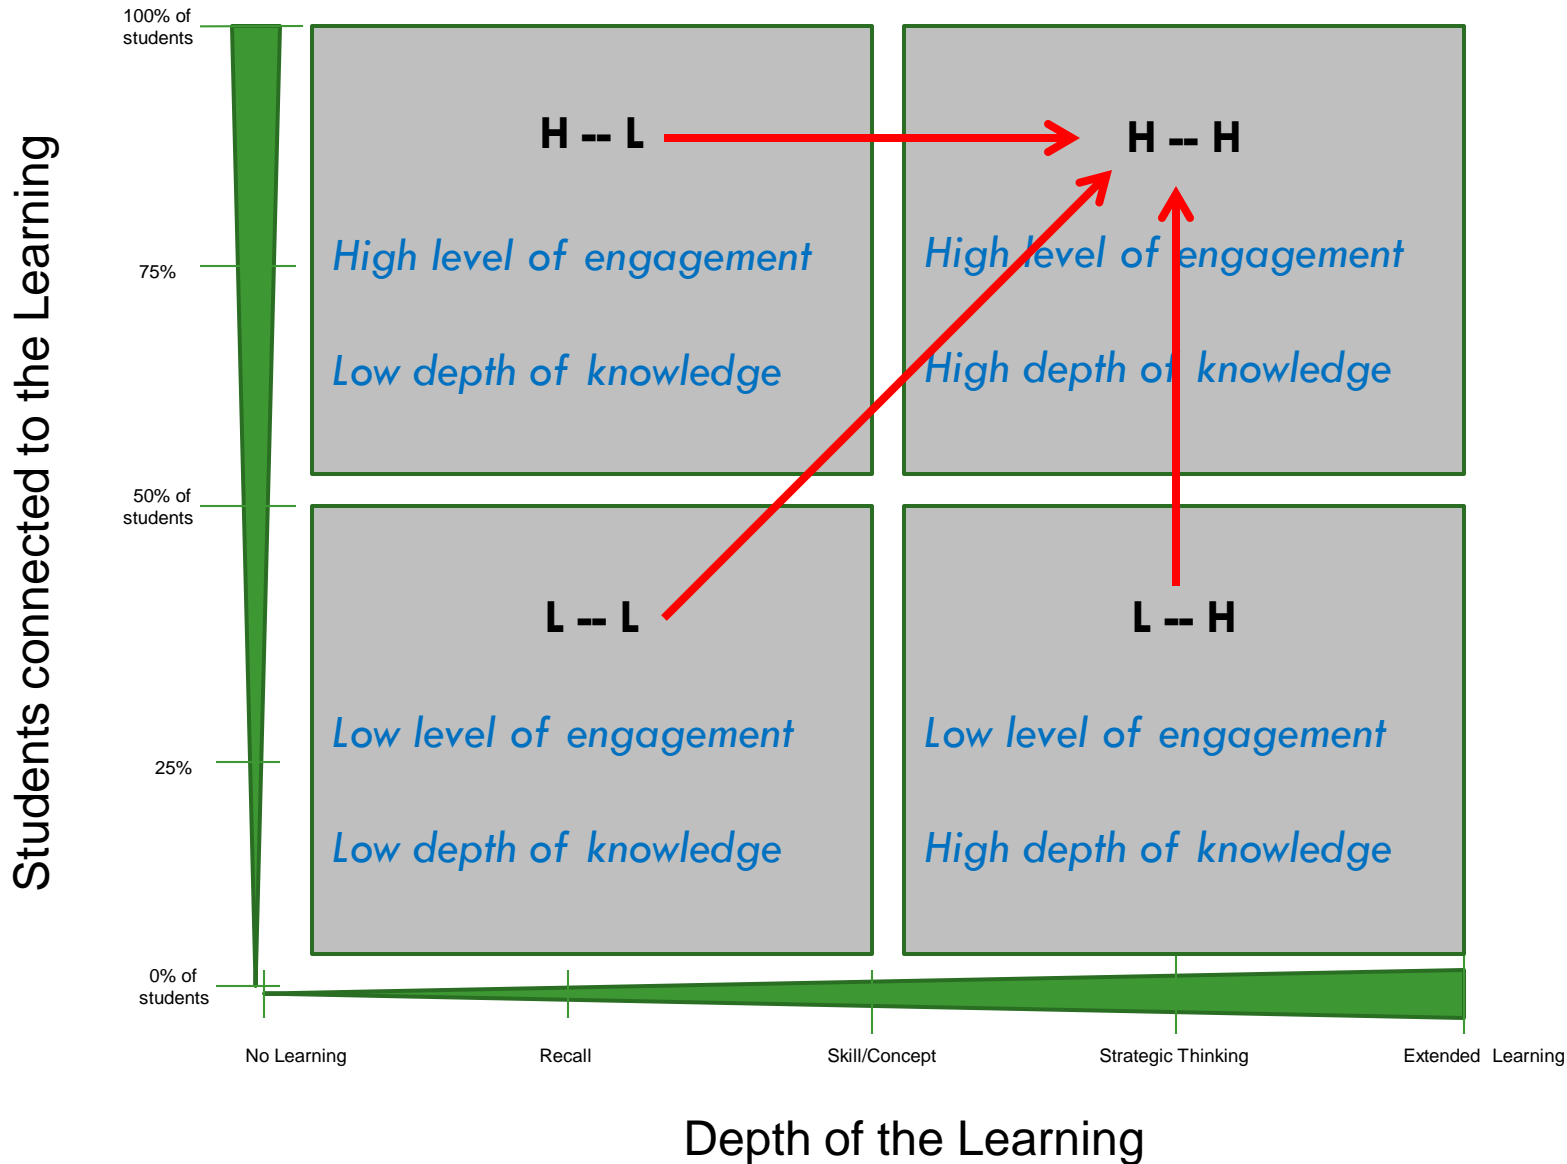 100% of
students
H -- L
H -- H
High level of engagement
High level of engagement
75%
Low depth of knowledge
High depth of knowledge
Students connected to the Learning
50% of
students
L -- L
L -- H
Low level of engagement
Low level of engagement
25%
Low depth of knowledge
High depth of knowledge
0% of
students
No Learning
Recall
Skill/Concept
Strategic Thinking
Extended Learning
Depth of the Learning